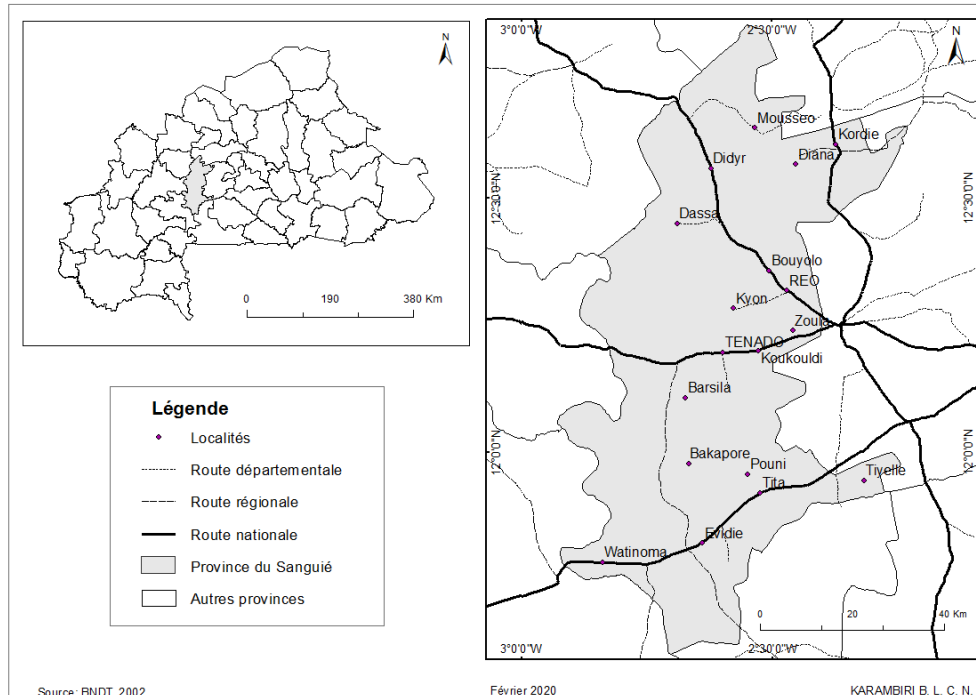 N
0 190 380 Km
Légende
Localités
Route départementale
Route régionale
Route nationale
Province du Sanguié
Autres provinces
Source: BNDT, 2002
3°0'0"W 2°30'0"W
N
Mousseo
Kordie
Didyr
Diana
12°30'0"N 12°30'0"N
Dassa
Bouyolo
REO
Kyon
Zoula
TENADO
Koukouldi
Barsila
12°0'0"N 12°0'0"N
Bakapore
Pouni
Tita
Tiyelle
Evidie
Watinoma
0 20 40 Km
3°0'0"W 2°30'0"W
Février 2020 KARAMBIRI B. L. C. N.